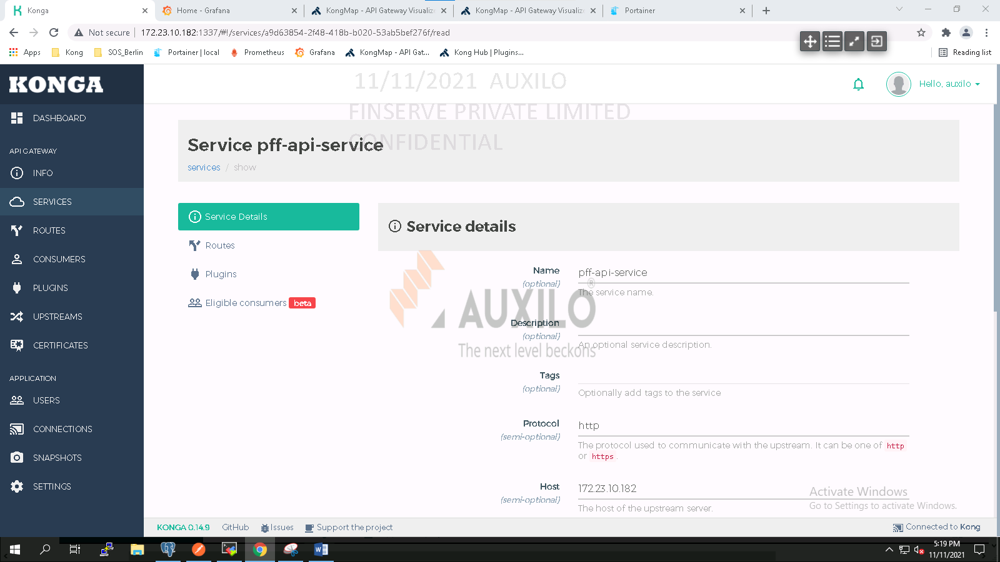 Konga
Home - Grafana
KongMap - API Gateway Visualiz
KongMap - API Gateway Visualize
Portainer
Not secure
172.23.10.182:1337/#!/services/a9d63854-2f48-418b-b020-53ab5bef276f/read
Apps
Kong
SOS_Berlin
Portainer | local
Prometheus
Grafana
KongMap - API Gat...
Kong Hub | Plugins...
Reading list
KONGA
11/11/2021 AUXILO
FINSERVE PRIVATE LIMITED
CONFIDENTIAL
Hello, auxilo
DASHBOARD
API GATEWAY
INFO
SERVICES
ROUTES
CONSUMERS
PLUGINS
UPSTREAMS
CERTIFICATES
APPLICATION
USERS
CONNECTIONS
SNAPSHOTS
SETTINGS
Service pff-api-service
services / show
Service Details
Routes
Plugins
Eligible consumers beta
Service details
Name
(optional)
pff-api-service
The service name.
Description
(optional)
An optional service description.
Tags
(optional)
Optionally add tags to the service
Protocol
(semi-optional)
http
The protocol used to communicate with the upstream. It can be one of http
or https.
Host
(semi-optional)
172.23.10.182
The host of the upstream server.
AUXILO®
The next level beckons
Activate Windows
Go to Settings to activate Windows.
KONGA 0.14.9
GitHub
Issues
Support the project
Connected to Kong
5:19 PM
11/11/2021